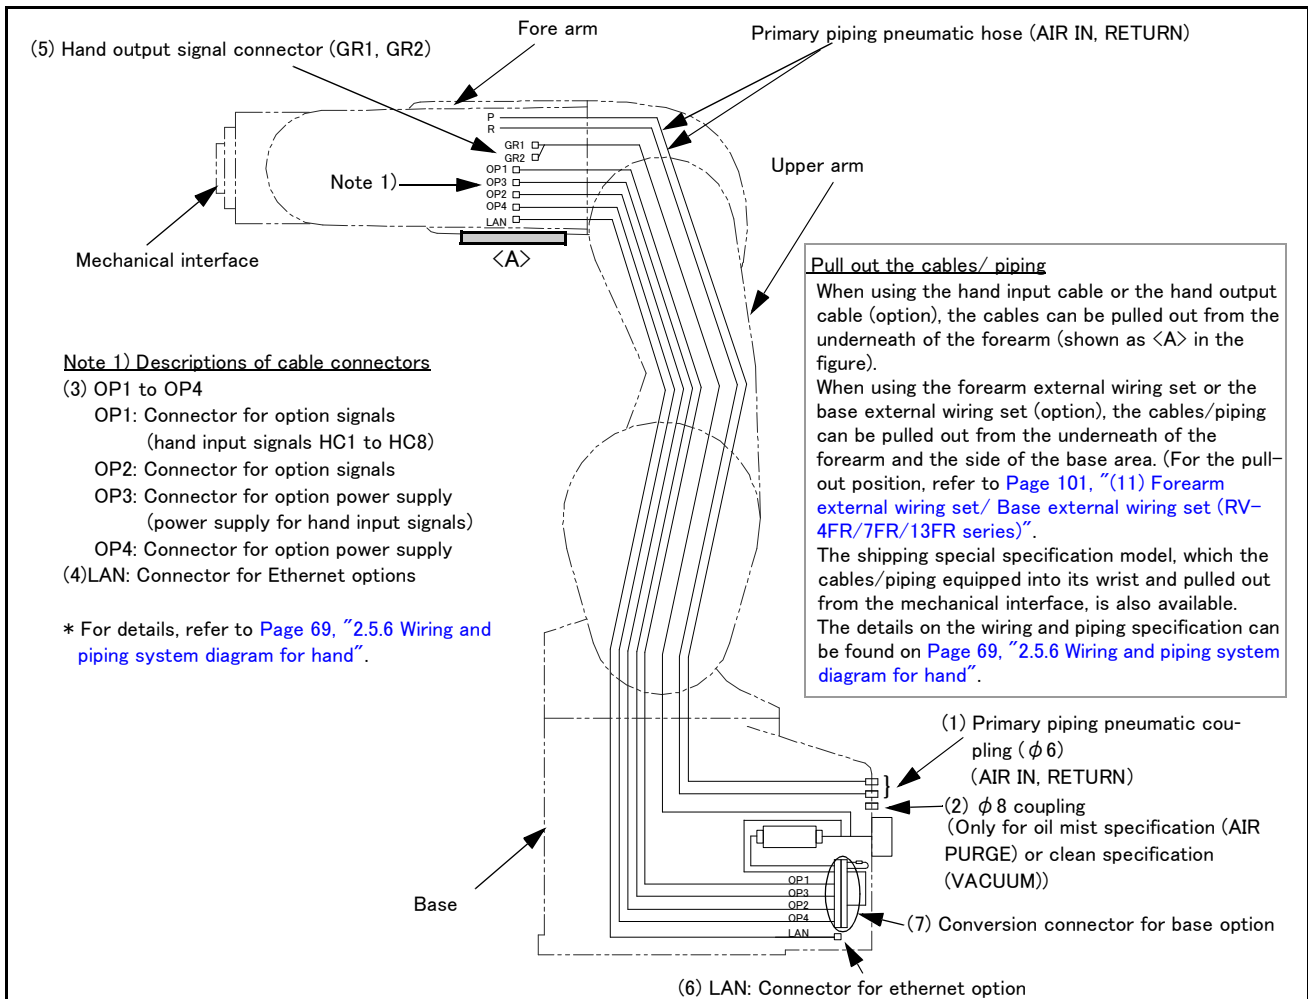 (5) Hand output signal connector (GR1, GR2)
Fore arm
Primary piping pneumatic hose (AIR IN, RETURN)
P
R
GR1
GR2
OP1
OP3
OP2
OP4
LAN
Note 1)
Upper arm
Mechanical interface
<A>
Pull out the cables/ piping
When using the hand input cable or the hand output
cable (option), the cables can be pulled out from the
underneath of the forearm (shown as <A> in the
figure).
When using the forearm external wiring set or the
base external wiring set (option), the cables/piping
can be pulled out from the underneath of the
forearm and the side of the base area. (For the pull-
out position, refer to Page 101, "(11) Forearm
external wiring set/ Base external wiring set (RV-
4FR/7FR/13FR series)".
The shipping special specification model, which the
cables/piping equipped into its wrist and pulled out
from the mechanical interface, is also available.
The details on the wiring and piping specification can
be found on Page 69, "2.5.6 Wiring and piping system
diagram for hand".
Note 1) Descriptions of cable connectors
(3) OP1 to OP4
OP1: Connector for option signals
(hand input signals HC1 to HC8)
OP2: Connector for option signals
OP3: Connector for option power supply
(power supply for hand input signals)
OP4: Connector for option power supply
(4)LAN: Connector for Ethernet options
* For details, refer to Page 69, "2.5.6 Wiring and
piping system diagram for hand".
(1) Primary piping pneumatic cou-
pling (φ6)
(AIR IN, RETURN)
(2) φ8 coupling
(Only for oil mist specification (AIR
PURGE) or clean specification
(VACUUM))
OP1
OP3
OP2
OP4
LAN
Base
(7) Conversion connector for base option
(6) LAN: Connector for ethernet option